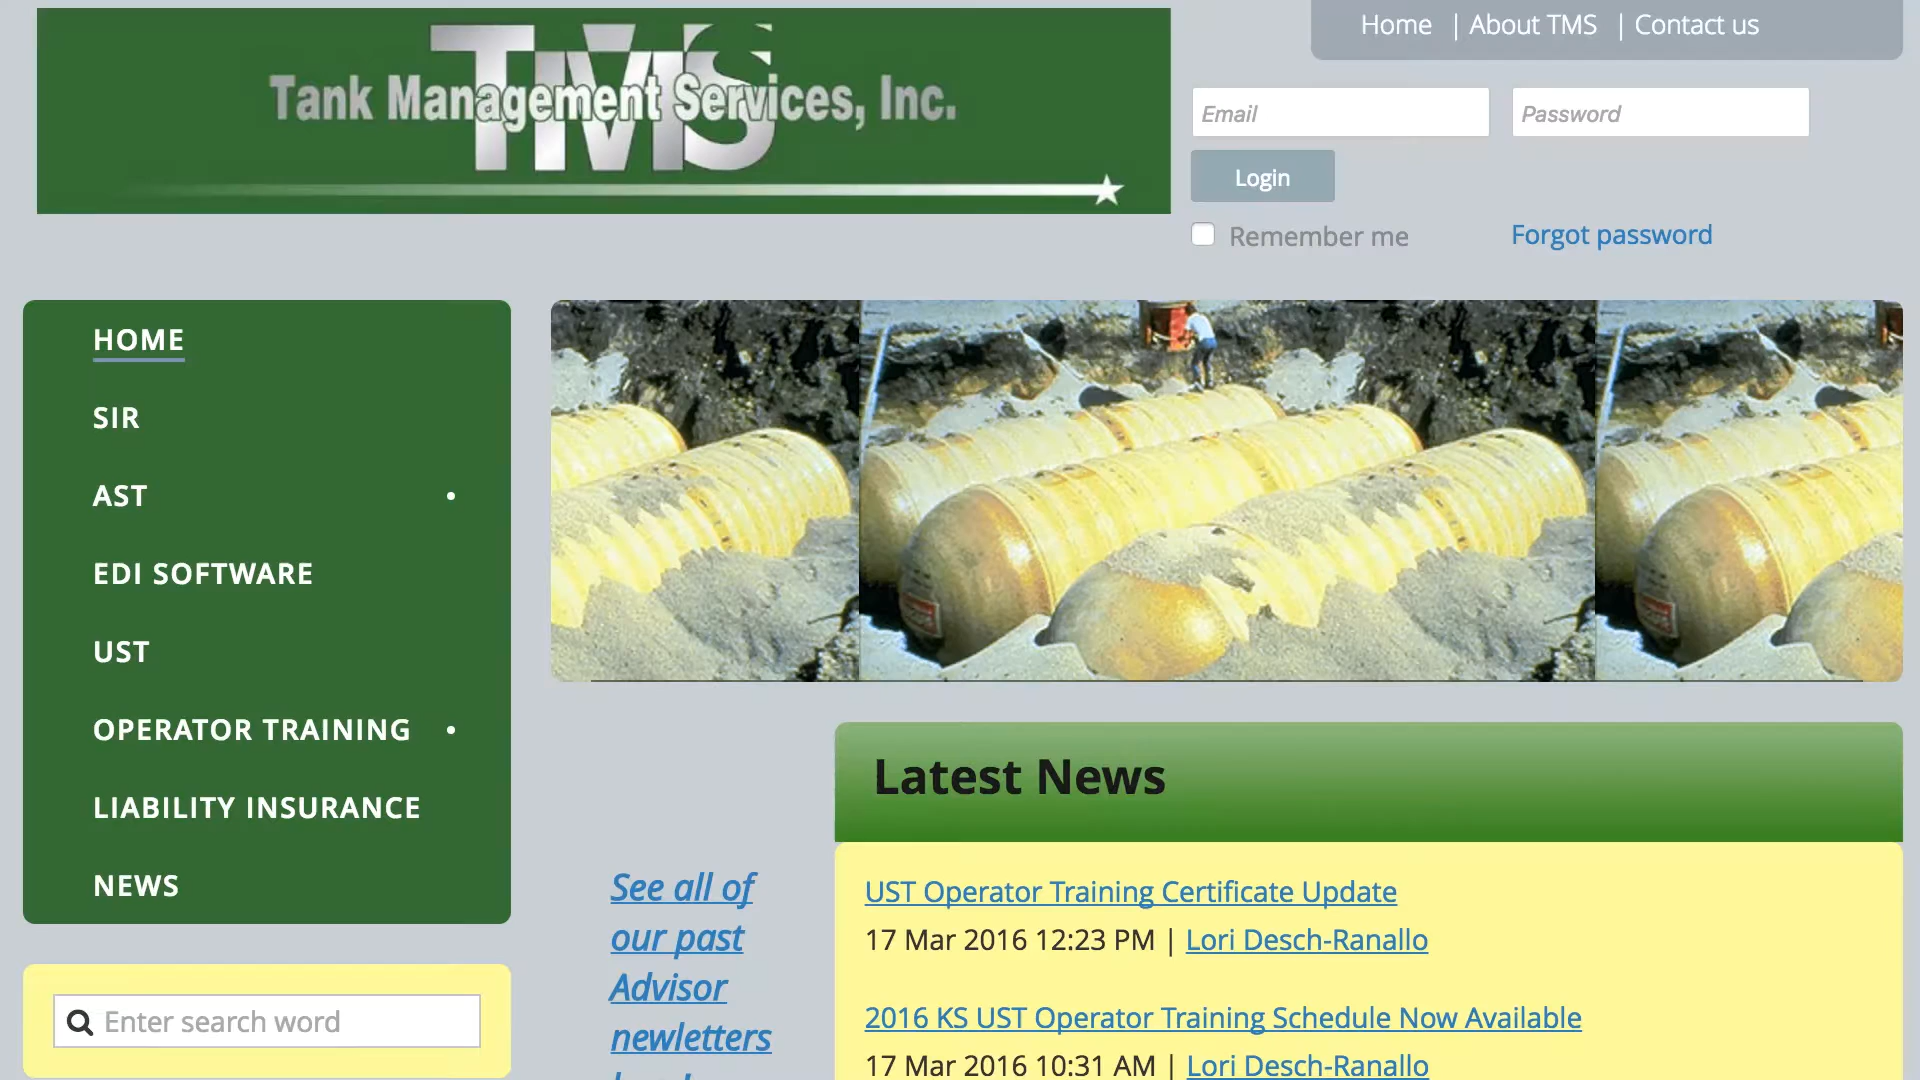 TMS
Tank Management Services, Inc.
Home | About TMS | Contact us
Email
Password
Login
Remember me
Forgot password
HOME
SIR
AST
EDI SOFTWARE
UST
OPERATOR TRAINING
LIABILITY INSURANCE
NEWS
Enter search word
See all of
our past
Advisor
newletters
Latest News
UST Operator Training Certificate Update
17 Mar 2016 12:23 PM | Lori Desch-Ranallo
2016 KS UST Operator Training Schedule Now Available
17 Mar 2016 10:31 AM | Lori Desch-Ranallo